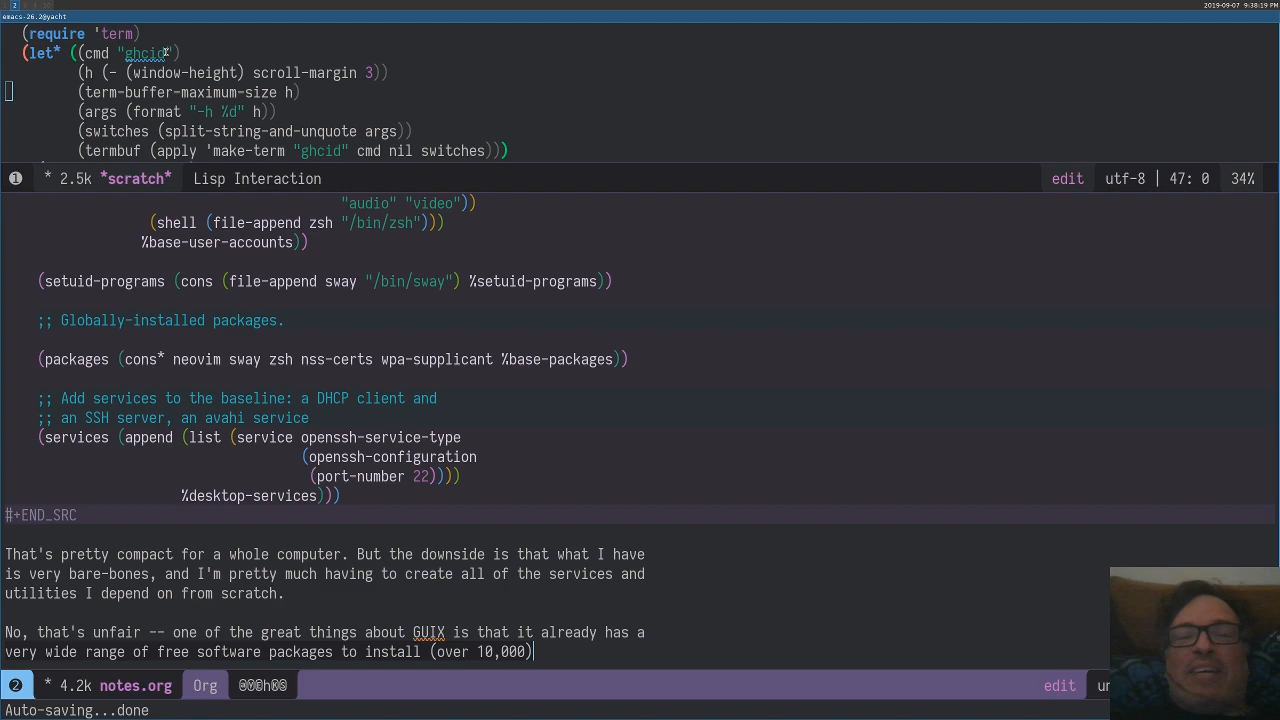 2
2019-09-07 9:38:19 PM
emacs-26.2@yacht
(require 'term)
(let* ((cmd "ghcid")
(h (- (window-height) scroll-margin 3))
(term-buffer-maximum-size h)
(args (format "-h %d" h))
(switches (split-string-and-unquote args))
(termbuf (apply 'make-term "ghcid" cmd nil switches)))
1 * 2.5k *scratch* Lisp Interaction edit utf-8 | 47: 0 34%
"audio" "video"))
(shell (file-append zsh "/bin/zsh")))
%base-user-accounts))
(setuid-programs (cons (file-append sway "/bin/sway") %setuid-programs))
;; Globally-installed packages.
(packages (cons* neovim sway zsh nss-certs wpa-supplicant %base-packages))
;; Add services to the baseline: a DHCP client and
;; an SSH server, an avahi service
(services (append (list (service openssh-service-type
(openssh-configuration
(port-number 22))))
%desktop-services)))
#+END_SRC
That's pretty compact for a whole computer. But the downside is that what I have
is very bare-bones, and I'm pretty much having to create all of the services and
utilities I depend on from scratch.
No, that's unfair -- one of the great things about GUIX is that it already has a
very wide range of free software packages to install (over 10,000)
2 * 4.2k notes.org Org edit un
Auto-saving...done